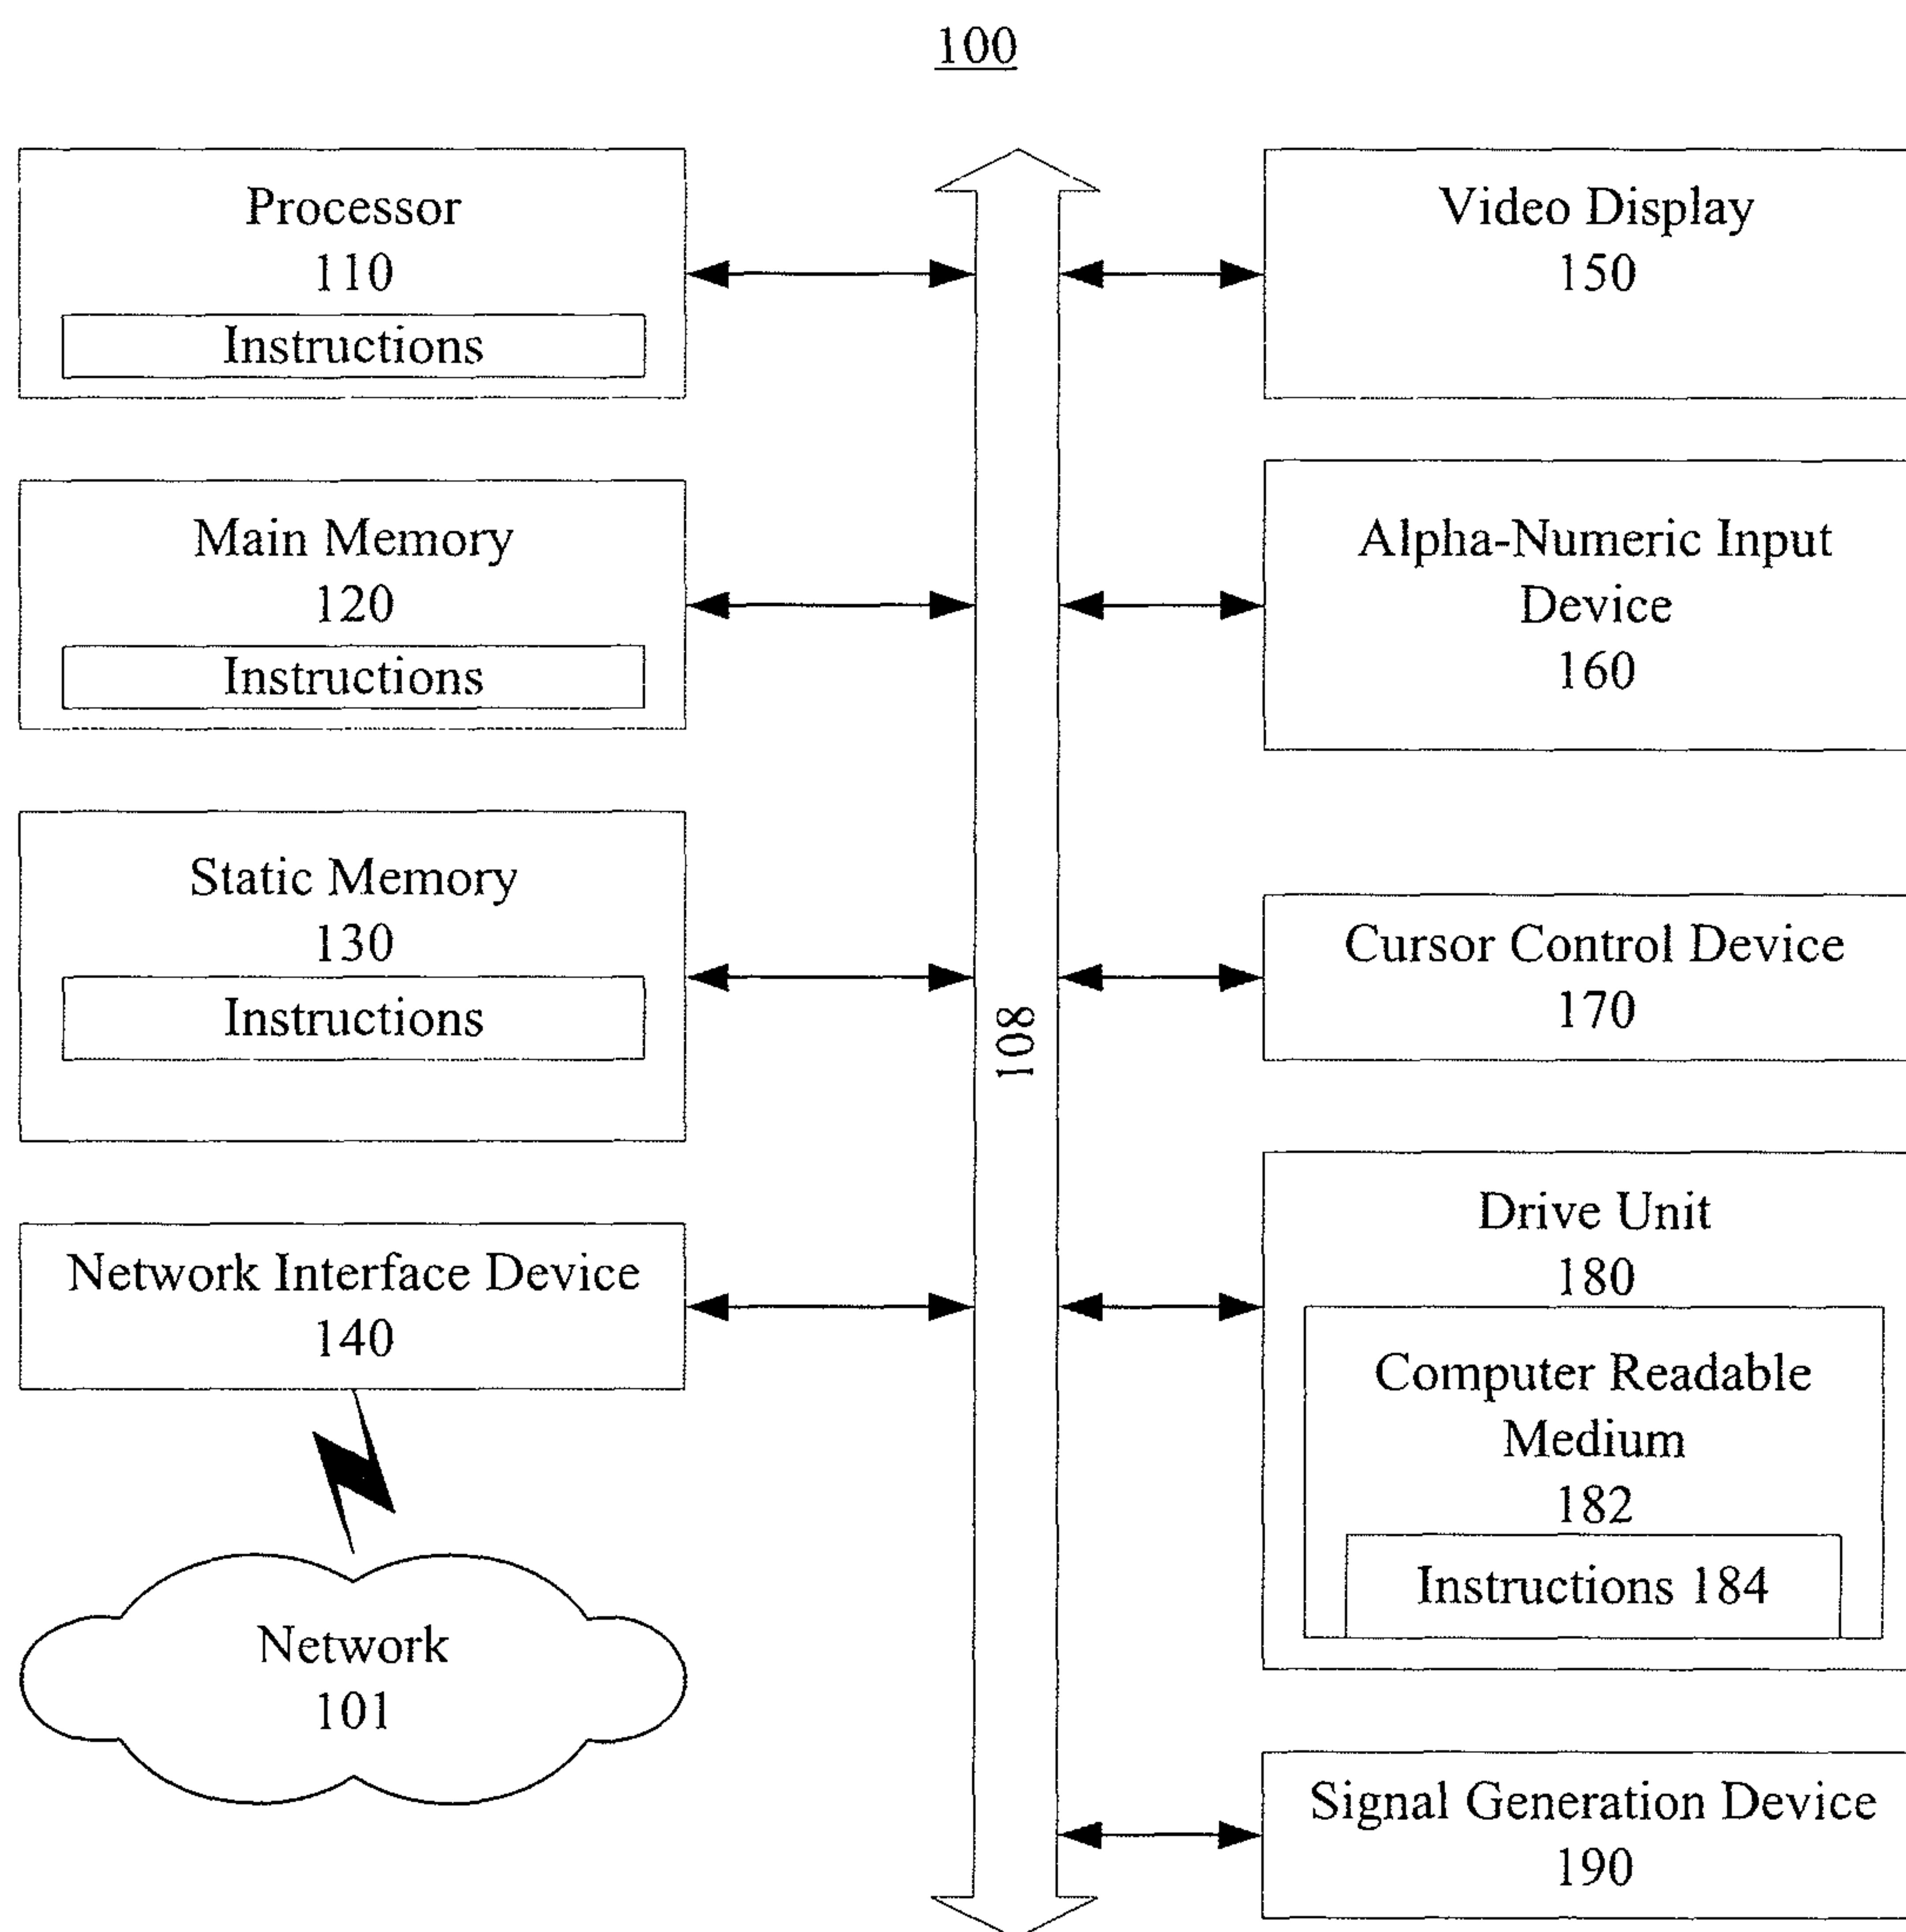 100
Processor
110
Instructions
Main Memory
120
Instructions
Static Memory
130
Instructions
Network Interface Device
140
Network
101
108
Video Display
150
Alpha-Numeric Input
Device
160
Cursor Control Device
170
Drive Unit
180
Computer Readable
Medium
182
Instructions 184
Signal Generation Device
190